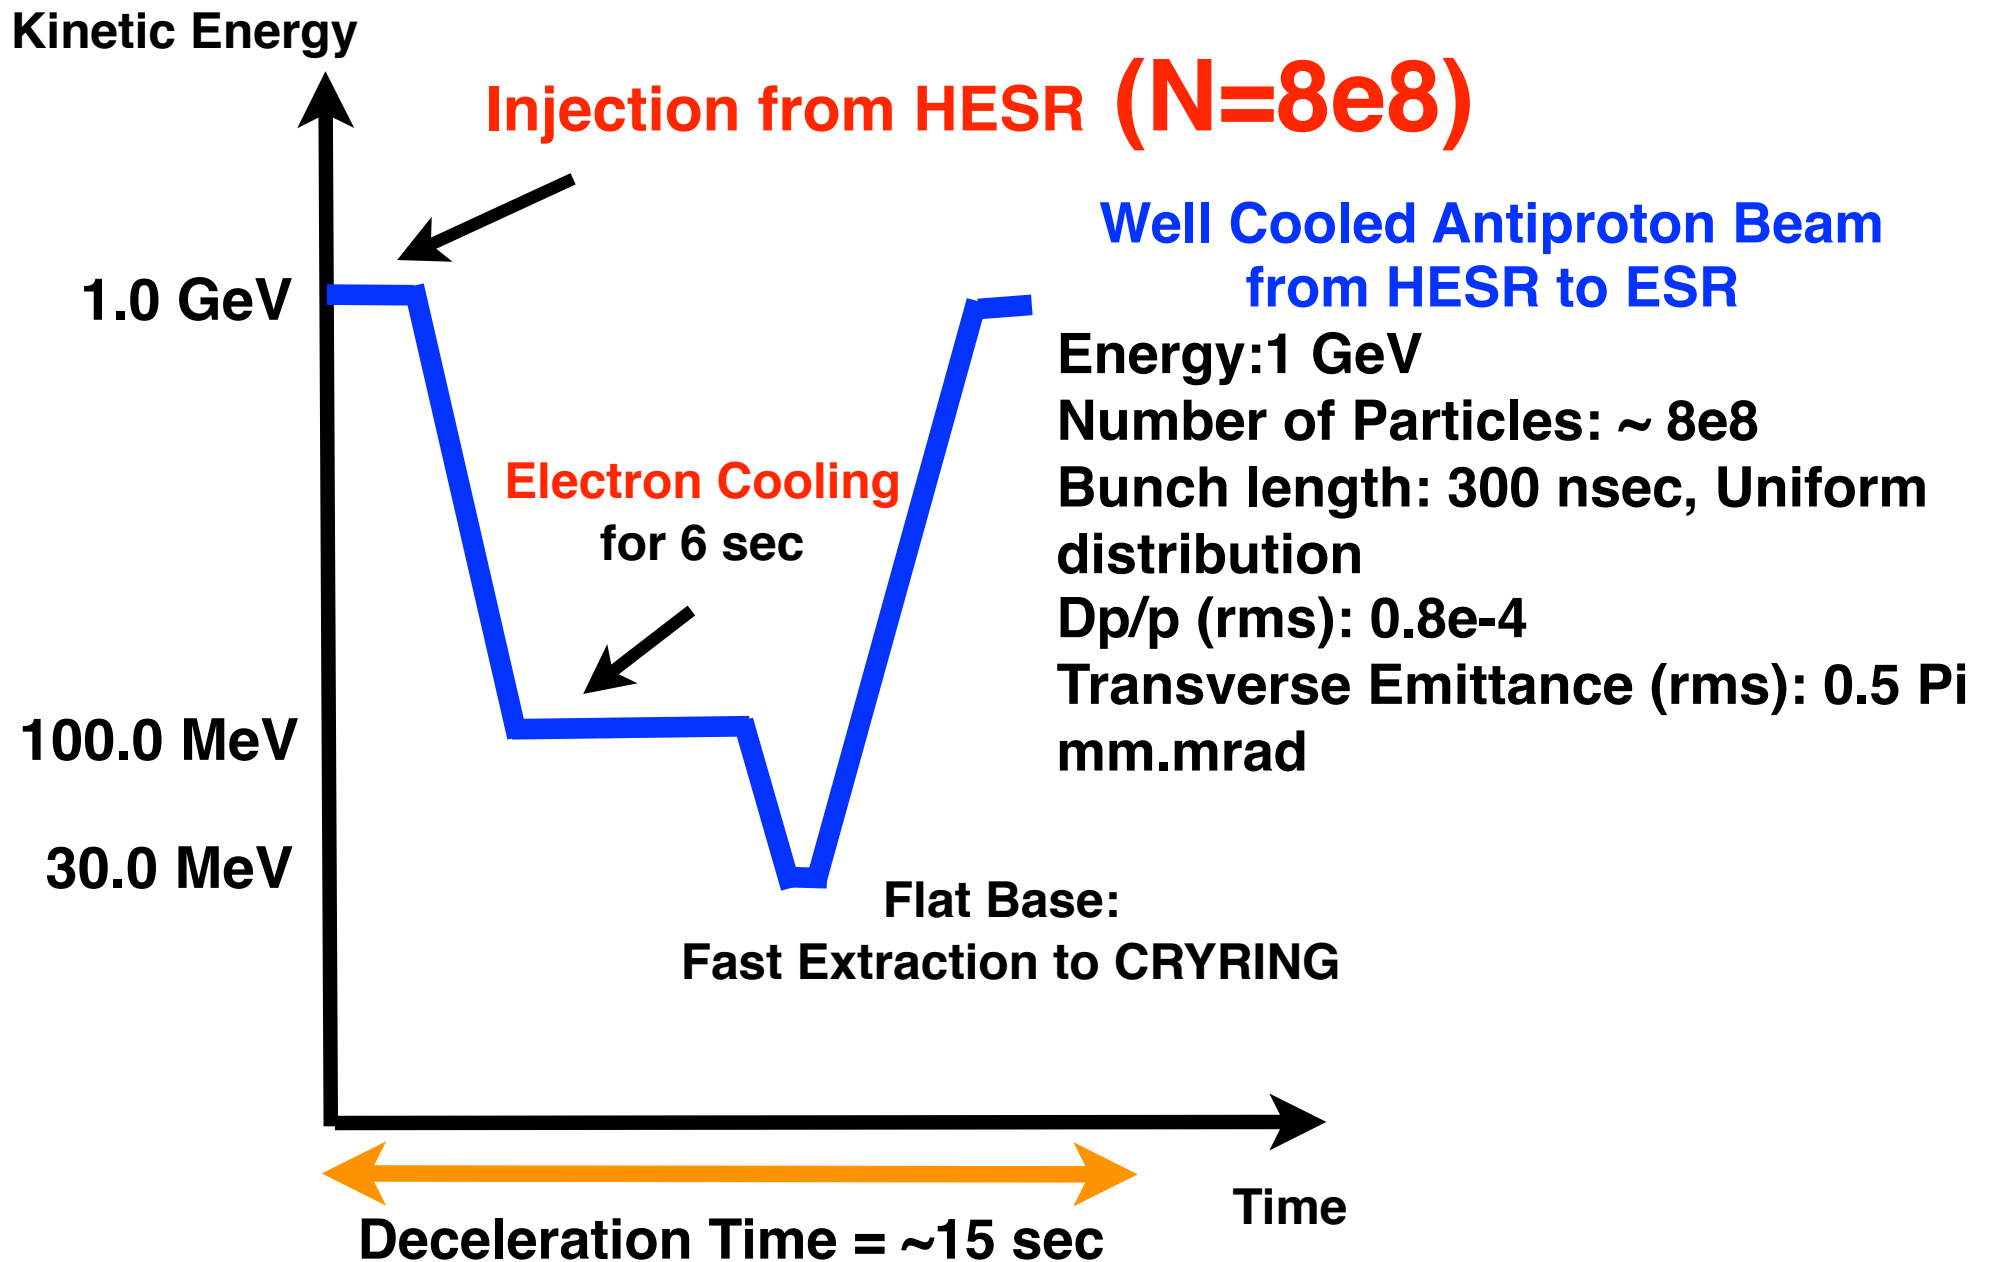 Kinetic Energy
Injection from HESR (N=8e8)
Well Cooled Antiproton Beam
from HESR to ESR
1.0 GeV
Energy:1 GeV
Number of Particles: ~ 8e8
Bunch length: 300 nsec, Uniform
distribution
Dp/p (rms): 0.8e-4
Transverse Emittance (rms): 0.5 Pi
mm.mrad
Electron Cooling
for 6 sec
100.0 MeV
30.0 MeV
Flat Base:
Fast Extraction to CRYRING
Time
Deceleration Time = ~15 sec